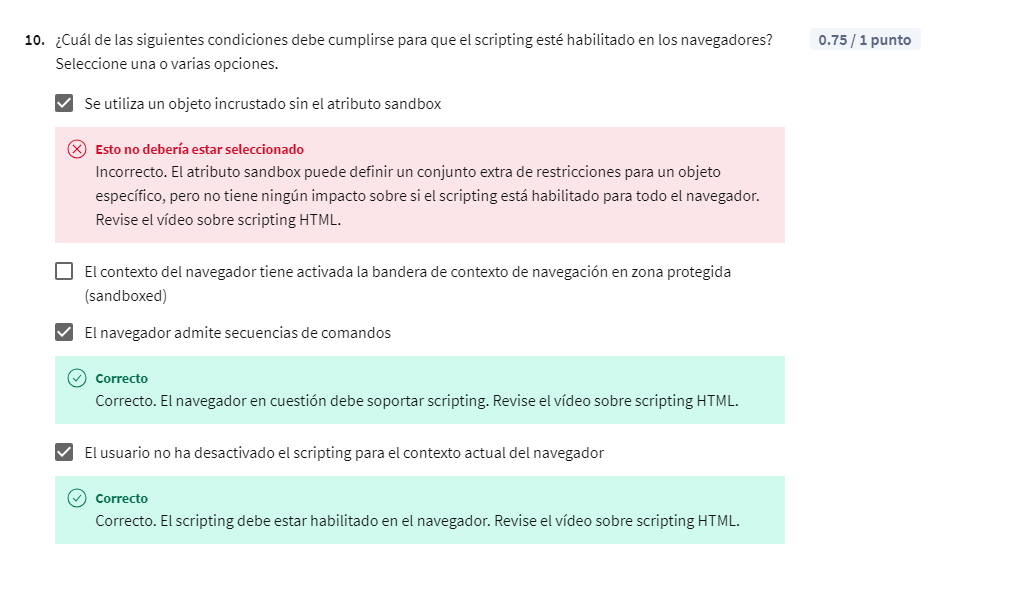 10. ¿Cuál de las siguientes condiciones debe cumplirse para que el scripting esté habilitado en los navegadores? 0.75 / 1 punto
Seleccione una o varias opciones.
Se utiliza un objeto incrustado sin el atributo sandbox
Esto no debería estar seleccionado
Incorrecto. El atributo sandbox puede definir un conjunto extra de restricciones para un objeto
específico, pero no tiene ningún impacto sobre si el scripting está habilitado para todo el navegador.
Revise el vídeo sobre scripting HTML.
El contexto del navegador tiene activada la bandera de contexto de navegación en zona protegida
(sandboxed)
El navegador admite secuencias de comandos
Correcto
Correcto. El navegador en cuestión debe soportar scripting. Revise el vídeo sobre scripting HTML.
El usuario no ha desactivado el scripting para el contexto actual del navegador
Correcto
Correcto. El scripting debe estar habilitado en el navegador. Revise el vídeo sobre scripting HTML.